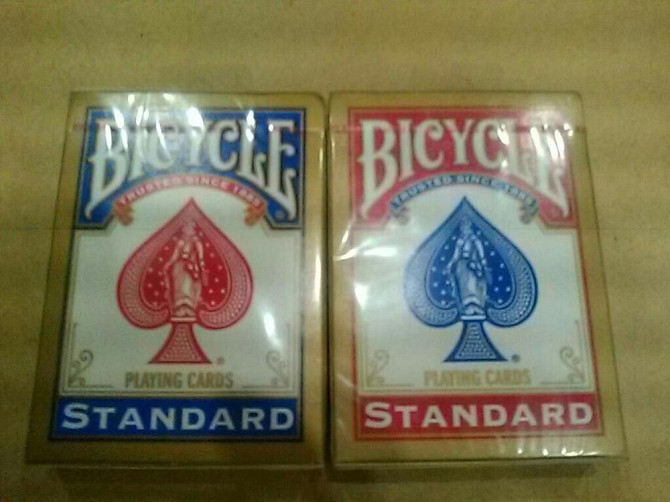 BICYCLE
TRUSTED SINCE 1885
®
PLAYING CARDS
STANDARD
BICYCLE
TRUSTED SINCE 1885
®
PLAYING CARDS
STANDARD